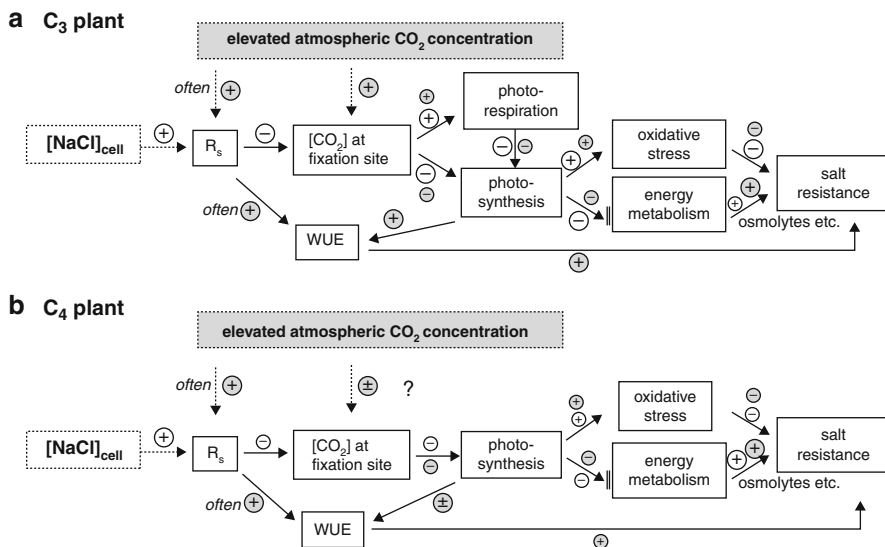 a C₃ plant
elevated atmospheric CO₂ concentration
often +
+
[NaCl]cell
+
Rₛ
−
[CO₂] at
fixation site
+
+
−
−
photo-
respiration
− −
photo-
synthesis
+
+
−
−
oxidative
stress
energy
metabolism
−
−
+
+
osmolytes etc.
salt
resistance
often +
+
WUE
+
b C₄ plant
elevated atmospheric CO₂ concentration
often +
± ?
[NaCl]cell
+
Rₛ
−
[CO₂] at
fixation site
−
−
photo-
synthesis
+
+
−
−
oxidative
stress
energy
metabolism
−
−
+
+
osmolytes etc.
salt
resistance
often +
±
WUE
+